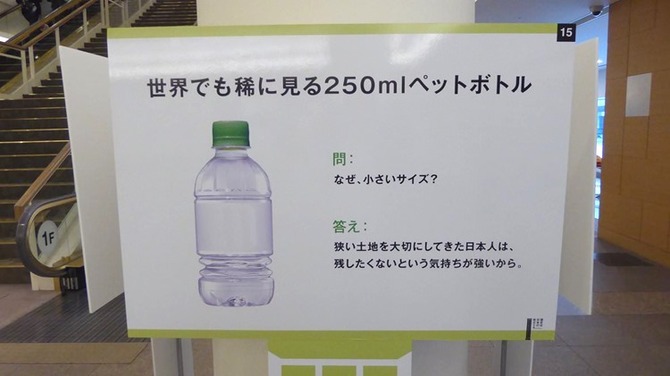 15
世界でも稀に見る250mlペットボトル
問：
なぜ、小さいサイズ？
答え：
狭い土地を大切にしてきた日本人は、
残したくないという気持ちが強いから。
1F